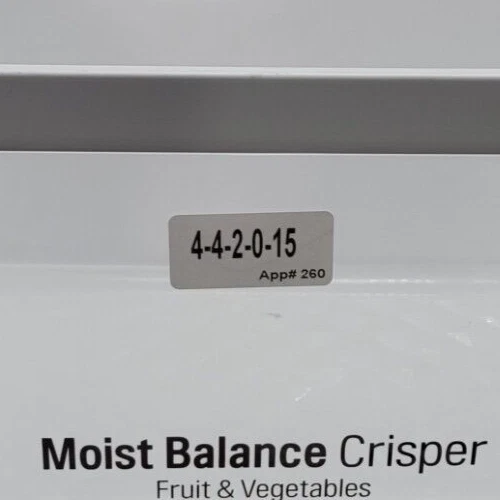 4-4-2-0-15
App# 260
Moist Balance Crisper
Fruit & Vegetables